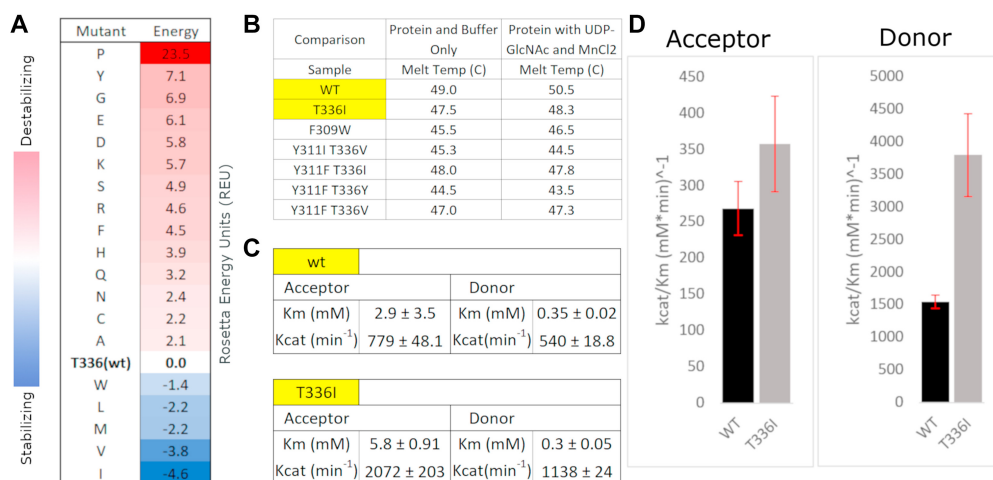 A
Mutant Energy
P 23.5
Y 7.1
G 6.9
E 6.1
D 5.8
K 5.7
S 4.9
R 4.6
F 4.5
H 3.9
Q 3.2
N 2.4
C 2.2
A 2.1
T336(wt) 0.0
W -1.4
L -2.2
M -2.2
V -3.8
I -4.6
Destabilizing
Stabilizing
Rosetta Energy Units (REU)
B
Comparison Protein and Buffer Only Protein with UDP-GlcNAc and MnCl2
Sample Melt Temp (C) Melt Temp (C)
WT 49.0 50.5
T336I 47.5 48.3
F309W 45.5 46.5
Y311I T336V 45.3 44.5
Y311F T336I 48.0 47.8
Y311F T336Y 44.5 43.5
Y311F T336V 47.0 47.3
C
wt
Acceptor Donor
Km (mM) 2.9 ± 3.5 Km (mM) 0.35 ± 0.02
Kcat (min⁻¹) 779 ± 48.1 Kcat(min⁻¹) 540 ± 18.8
T336I
Acceptor Donor
Km (mM) 5.8 ± 0.91 Km (mM) 0.3 ± 0.05
Kcat (min⁻¹) 2072 ± 203 Kcat(min⁻¹) 1138 ± 24
D
Acceptor
kcat/Km (mM*min)^-1
450
400
350
300
250
200
150
100
50
0
WT
T336I
Donor
kcat/Km (mM*min)^-1
5000
4500
4000
3500
3000
2500
2000
1500
1000
500
0
WT
T336I